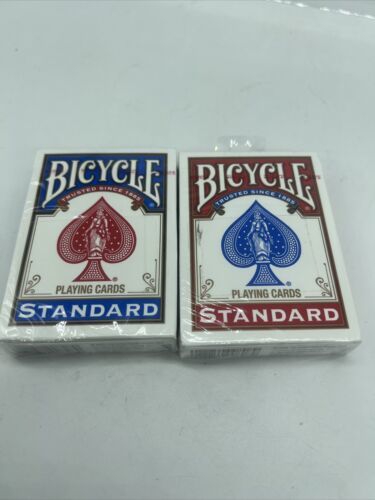 BICYCLE
TRUSTED SINCE 1885
®
PLAYING CARDS
STANDARD
BICYCLE
TRUSTED SINCE 1885
®
PLAYING CARDS
STANDARD